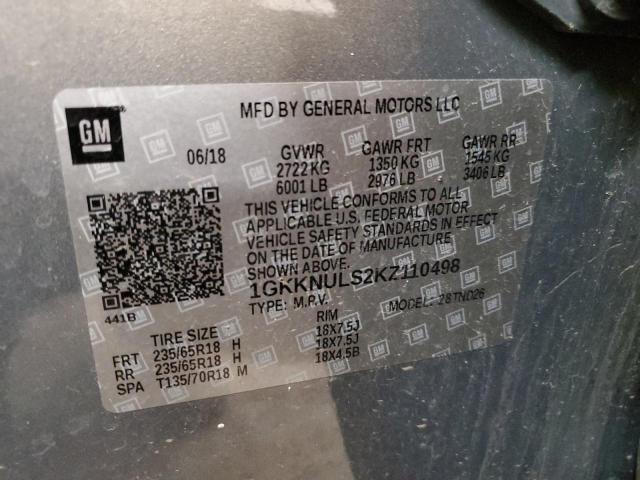 GM
MFD BY GENERAL MOTORS LLC
06/18 GVWR GAWR FRT GAWR RR
2722 KG 1350 KG 1545 KG
6001 LB 2976 LB 3406 LB
THIS VEHICLE CONFORMS TO ALL
APPLICABLE U.S. FEDERAL MOTOR
VEHICLE SAFETY STANDARDS IN EFFECT
ON THE DATE OF MANUFACTURE
SHOWN ABOVE.
1GKKNULS2KZ110498
TYPE: M.P.V. MODEL: 28TND26
441B
TIRE SIZE RIM
FRT 235/65R18 H 18X7.5J
RR 235/65R18 H 18X7.5J
SPA T135/70R18 M 18X4.5B